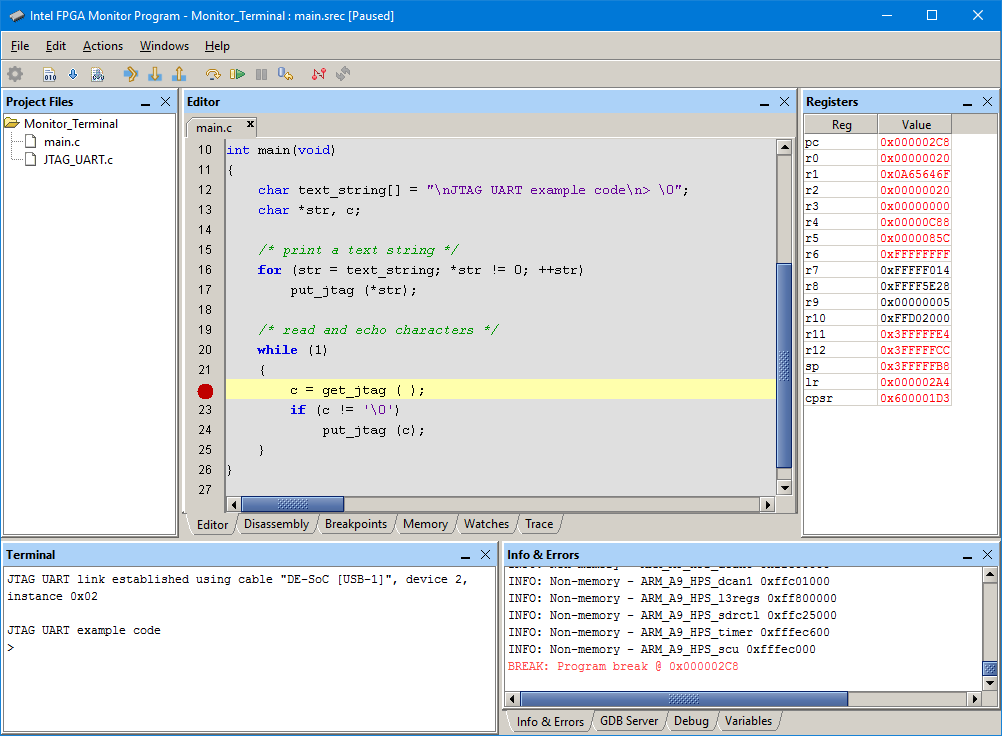 Intel FPGA Monitor Program - Monitor_Terminal : main.srec [Paused]
File Edit Actions Windows Help
Project Files
Monitor_Terminal
main.c
JTAG_UART.c
Editor
main.c
10 int main(void)
11 {
12 char text_string[] = "\nJTAG UART example code\n> \0";
13 char *str, c;
14
15 /* print a text string */
16 for (str = text_string; *str != 0; ++str)
17 put_jtag (*str);
18
19 /* read and echo characters */
20 while (1)
21 {
c = get_jtag ( );
23 if (c != '\0')
24 put_jtag (c);
25 }
26 }
27
Editor Disassembly Breakpoints Memory Watches Trace
Registers
Reg Value
pc 0x000002C8
r0 0x00000020
r1 0x0A65646F
r2 0x00000020
r3 0x00000000
r4 0x00000C88
r5 0x0000085C
r6 0xFFFFFFFF
r7 0xFFFFF014
r8 0xFFFF5E28
r9 0x00000005
r10 0xFFD02000
r11 0x3FFFFFE4
r12 0x3FFFFFCC
sp 0x3FFFFFB8
lr 0x000002A4
cpsr 0x600001D3
Terminal
JTAG UART link established using cable "DE-SoC [USB-1]", device 2,
instance 0x02
JTAG UART example code
>
Info & Errors
INFO: Non-memory - ARM_A9_HPS_dcan1 0xffc01000
INFO: Non-memory - ARM_A9_HPS_l3regs 0xff800000
INFO: Non-memory - ARM_A9_HPS_sdrctl 0xffc25000
INFO: Non-memory - ARM_A9_HPS_timer 0xfffec600
INFO: Non-memory - ARM_A9_HPS_scu 0xfffec000
BREAK: Program break @ 0x000002C8
Info & Errors GDB Server Debug Variables